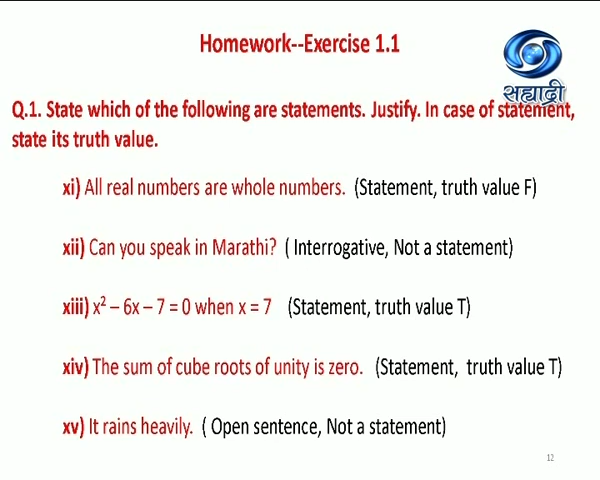 Homework--Exercise 1.1
सह्याद्री
Q.1. State which of the following are statements. Justify. In case of statement,
state its truth value.
xi) All real numbers are whole numbers. (Statement, truth value F)
xii) Can you speak in Marathi? ( Interrogative, Not a statement)
xiii) x² – 6x – 7 = 0 when x = 7 (Statement, truth value T)
xiv) The sum of cube roots of unity is zero. (Statement, truth value T)
xv) It rains heavily. ( Open sentence, Not a statement)
12